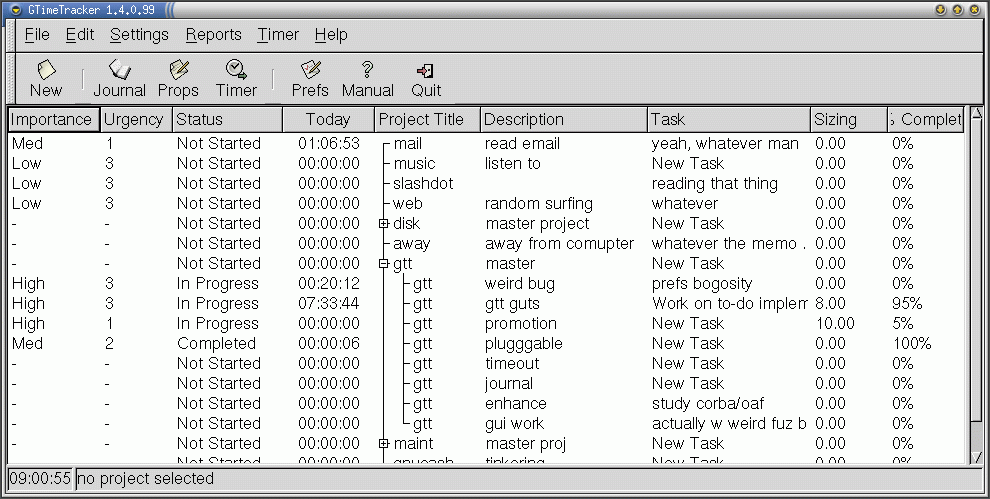 GTimeTracker 1.4.0.99
File Edit Settings Reports Timer Help
New Journal Props Timer Prefs Manual Quit
Importance Urgency Status Today Project Title Description Task Sizing Complet
Med 1 Not Started 01:06:53 mail read email yeah, whatever man 0.00 0%
Low 3 Not Started 00:00:00 music listen to New Task 0.00 0%
Low 3 Not Started 00:00:00 slashdot reading that thing 0.00 0%
Low 3 Not Started 00:00:00 web random surfing whatever 0.00 0%
- - Not Started 00:00:00 disk master project New Task 0.00 0%
- - Not Started 00:00:00 away away from comupter whatever the memo . 0.00 0%
- - Not Started 00:00:00 gtt master New Task 0.00 0%
High 3 In Progress 00:20:12 gtt weird bug prefs bogosity 0.00 0%
High 3 In Progress 07:33:44 gtt gtt guts Work on to-do implem 8.00 95%
High 1 In Progress 00:00:00 gtt promotion New Task 10.00 5%
Med 2 Completed 00:00:06 gtt plugggable New Task 0.00 100%
- - Not Started 00:00:00 gtt timeout New Task 0.00 0%
- - Not Started 00:00:00 gtt journal New Task 0.00 0%
- - Not Started 00:00:00 gtt enhance study corba/oaf 0.00 0%
- - Not Started 00:00:00 gtt gui work actually w weird fuz b 0.00 0%
- - Not Started 00:00:00 maint master proj New Task 0.00 0%
Not Started 00:00:00 gnucash tinkering New Task 0.00 0%
09:00:55 no project selected